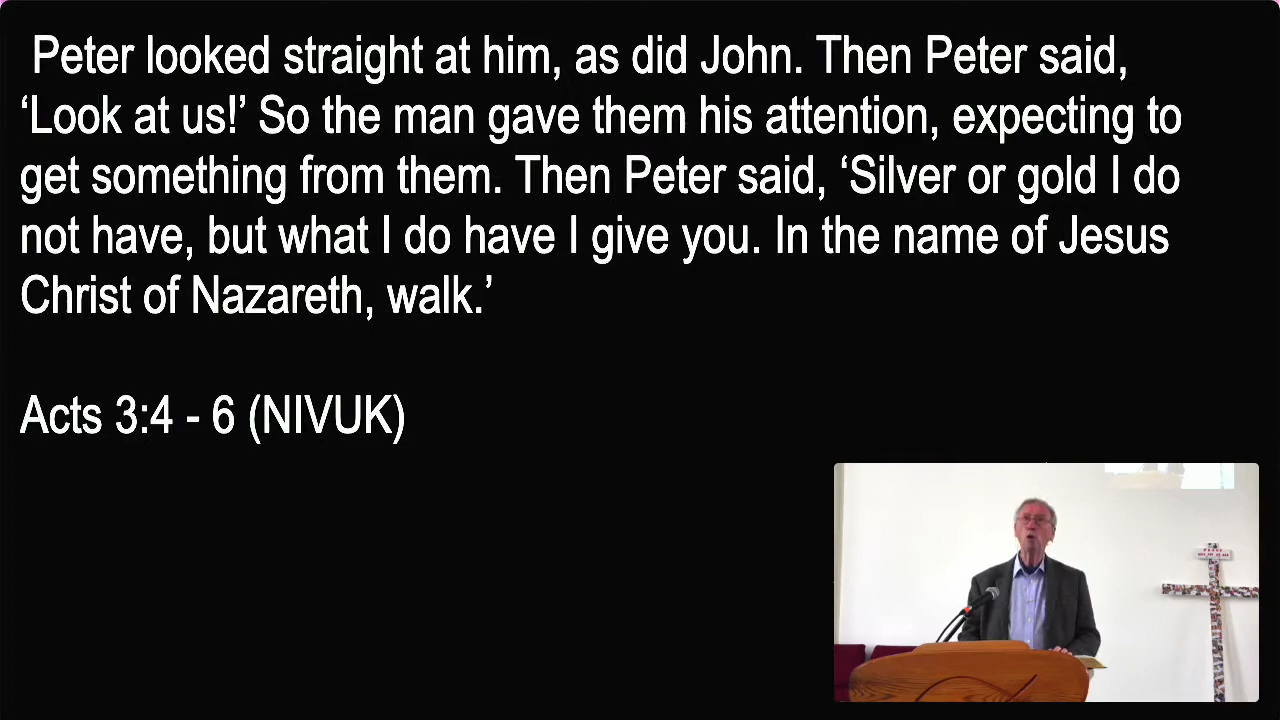 Peter looked straight at him, as did John. Then Peter said,
‘Look at us!’ So the man gave them his attention, expecting to
get something from them. Then Peter said, ‘Silver or gold I do
not have, but what I do have I give you. In the name of Jesus
Christ of Nazareth, walk.’
Acts 3:4 - 6 (NIVUK)